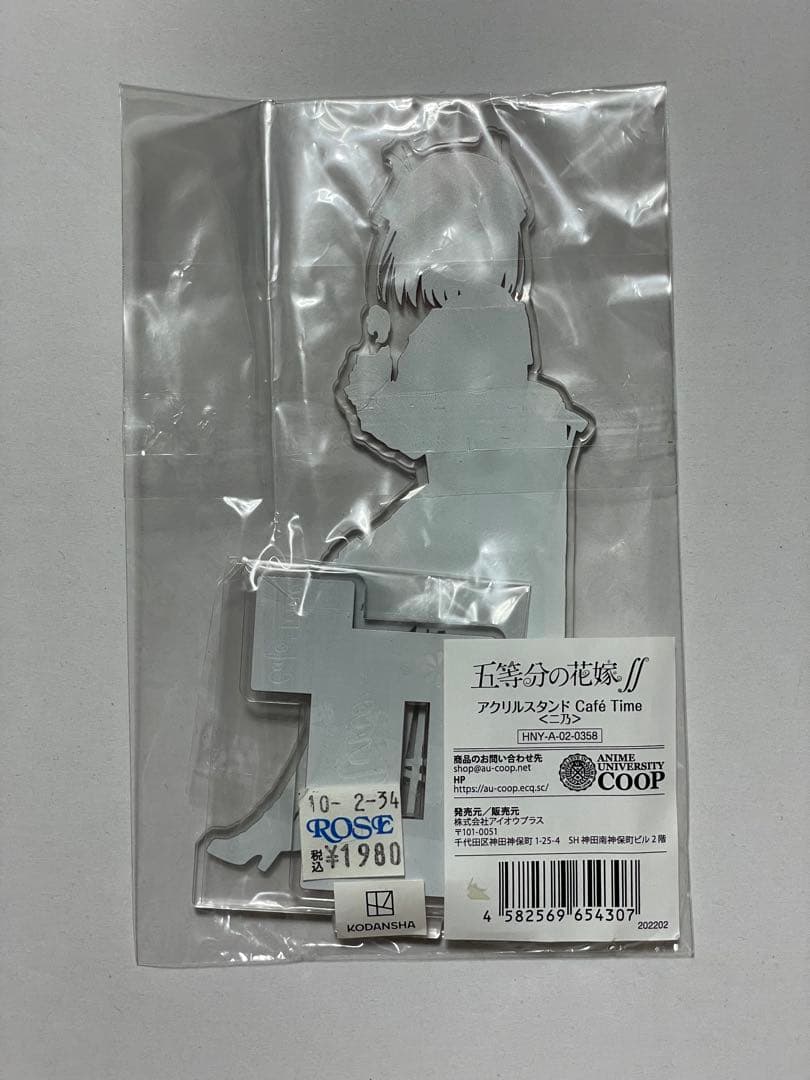 五等分の花嫁∬
アクリルスタンド Café Time
<二乃>
HNY-A-02-0358
商品のお問い合わせ先
shop@au-coop.net
HP
https://au-coop.ecq.sc/
ANIME
UNIVERSITY
COOP
発売元／販売元
株式会社アイオウプラス
〒101-0051
千代田区神田神保町 1-25-4 SH 神田南神保町ビル 2 階
4 582569 654307
202202
10- 2-34
ROSE
税込 ¥1980
KODANSHA